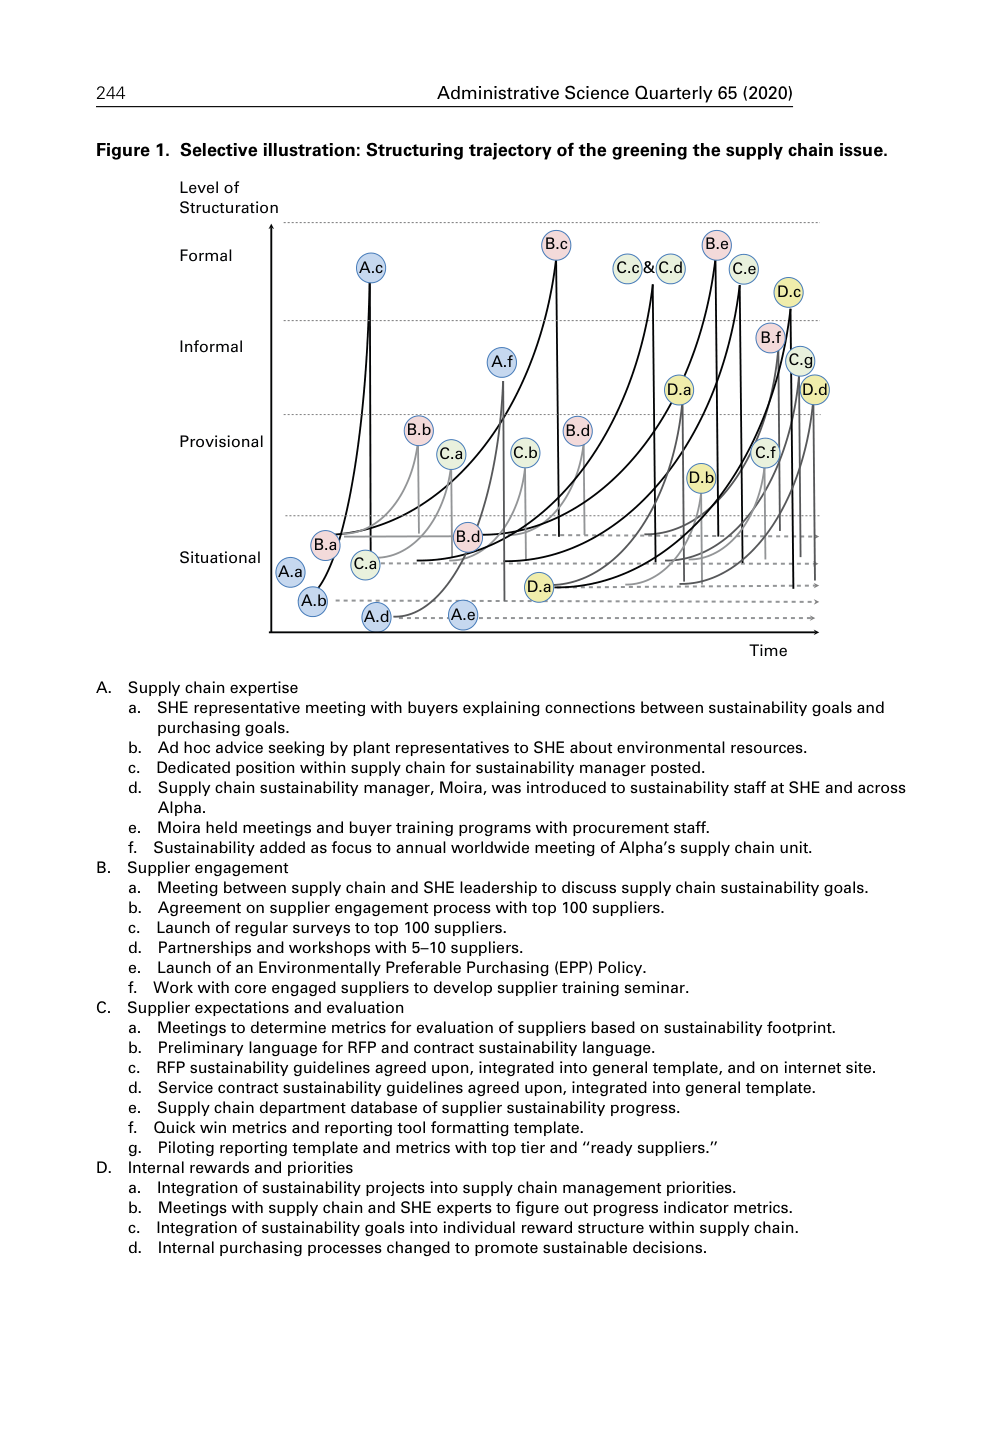 244
Administrative Science Quarterly 65 (2020)
Figure 1. Selective illustration: Structuring trajectory of the greening the supply chain issue.
Level of
Structuration
Formal
B.c
B.e
A.c
C.c & C.d
C.e
D.c
Informal
B.f
A.f
C.g
D.a
D.d
Provisional
B.b
B.d
C.a
C.b
C.f
D.b
Situational
B.a
B.d
C.a
A.a
D.a
A.b
A.d
A.e
Time
A. Supply chain expertise
a. SHE representative meeting with buyers explaining connections between sustainability goals and
purchasing goals.
b. Ad hoc advice seeking by plant representatives to SHE about environmental resources.
c. Dedicated position within supply chain for sustainability manager posted.
d. Supply chain sustainability manager, Moira, was introduced to sustainability staff at SHE and across
Alpha.
e. Moira held meetings and buyer training programs with procurement staff.
f. Sustainability added as focus to annual worldwide meeting of Alpha’s supply chain unit.
B. Supplier engagement
a. Meeting between supply chain and SHE leadership to discuss supply chain sustainability goals.
b. Agreement on supplier engagement process with top 100 suppliers.
c. Launch of regular surveys to top 100 suppliers.
d. Partnerships and workshops with 5–10 suppliers.
e. Launch of an Environmentally Preferable Purchasing (EPP) Policy.
f. Work with core engaged suppliers to develop supplier training seminar.
C. Supplier expectations and evaluation
a. Meetings to determine metrics for evaluation of suppliers based on sustainability footprint.
b. Preliminary language for RFP and contract sustainability language.
c. RFP sustainability guidelines agreed upon, integrated into general template, and on internet site.
d. Service contract sustainability guidelines agreed upon, integrated into general template.
e. Supply chain department database of supplier sustainability progress.
f. Quick win metrics and reporting tool formatting template.
g. Piloting reporting template and metrics with top tier and “ready suppliers.”
D. Internal rewards and priorities
a. Integration of sustainability projects into supply chain management priorities.
b. Meetings with supply chain and SHE experts to figure out progress indicator metrics.
c. Integration of sustainability goals into individual reward structure within supply chain.
d. Internal purchasing processes changed to promote sustainable decisions.